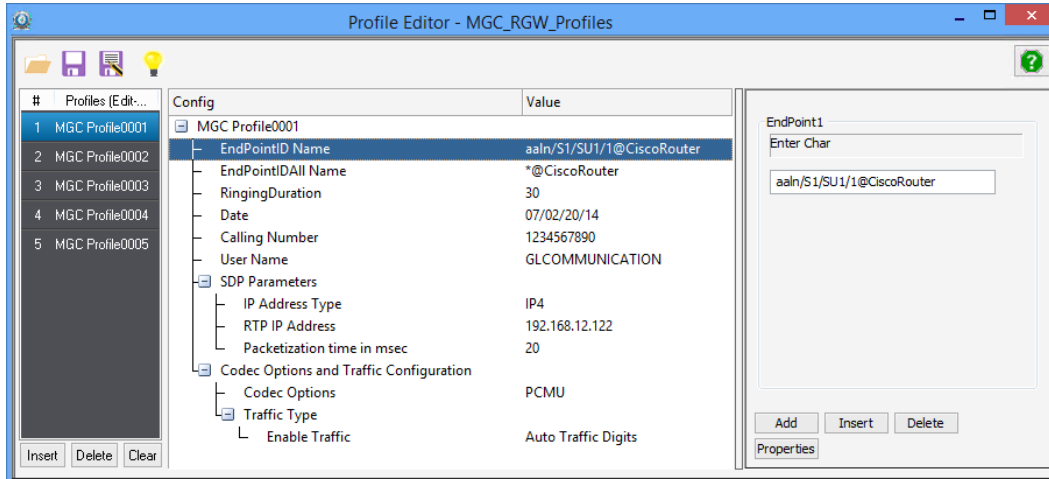 Profile Editor - MGC_RGW_Profiles
# Profiles (Edit-...
1 MGC Profile0001
2 MGC Profile0002
3 MGC Profile0003
4 MGC Profile0004
5 MGC Profile0005
Insert Delete Clear
Config Value
MGC Profile0001
EndPointID Name aaln/S1/SU1/1@CiscoRouter
EndPointIDAll Name *@CiscoRouter
RingingDuration 30
Date 07/02/20/14
Calling Number 1234567890
User Name GLCOMMUNICATION
SDP Parameters
IP Address Type IP4
RTP IP Address 192.168.12.122
Packetization time in msec 20
Codec Options and Traffic Configuration
Codec Options PCMU
Traffic Type
Enable Traffic Auto Traffic Digits
EndPoint1
Enter Char
aaln/S1/SU1/1@CiscoRouter
Add Insert Delete
Properties